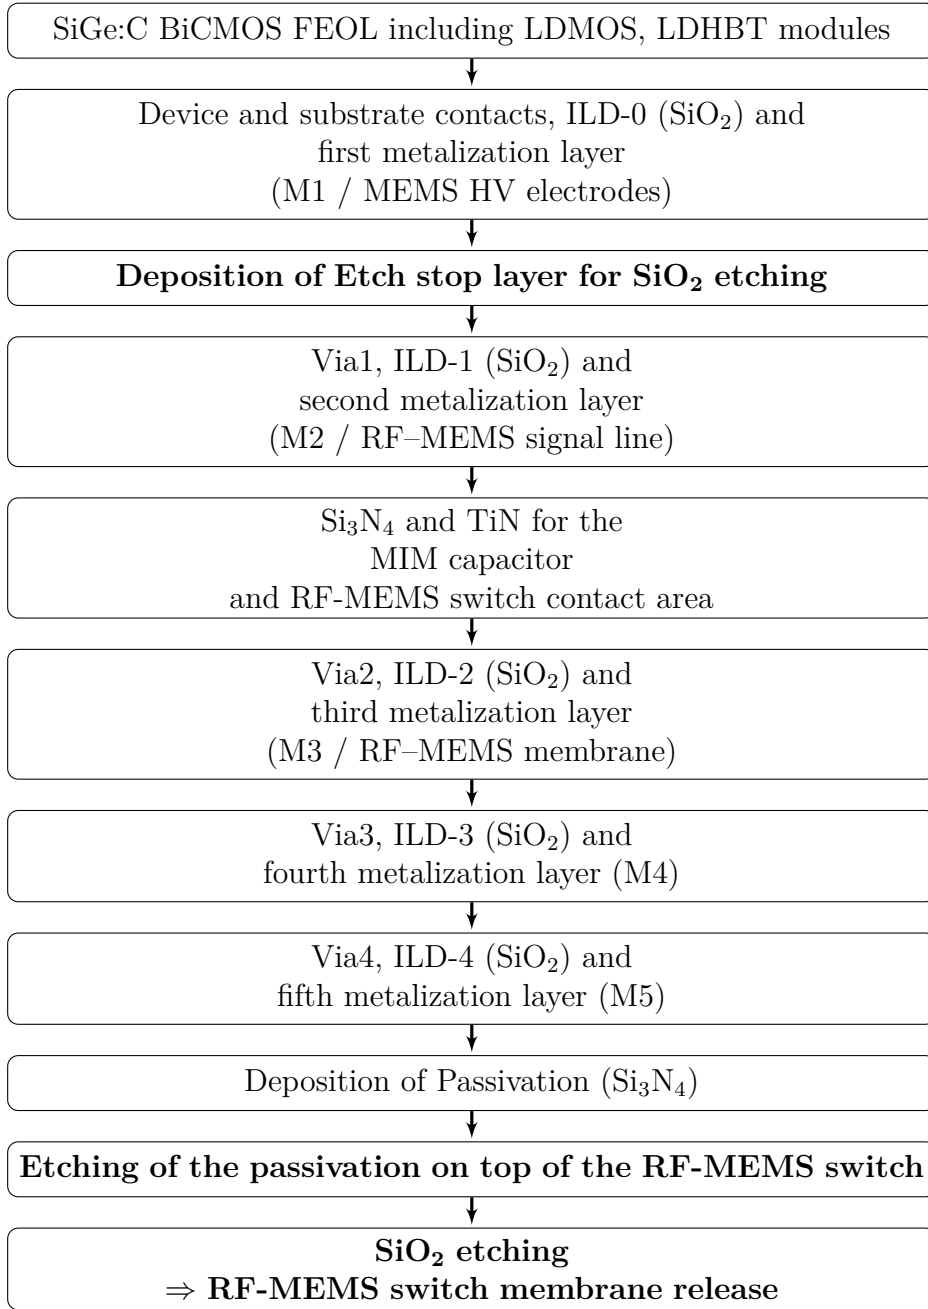 SiGe:C BiCMOS FEOL including LDMOS, LDHBT modules
Device and substrate contacts, ILD-0 (SiO₂) and
first metalization layer
(M1 / MEMS HV electrodes)
Deposition of Etch stop layer for SiO₂ etching
Via1, ILD-1 (SiO₂) and
second metalization layer
(M2 / RF–MEMS signal line)
Si₃N₄ and TiN for the
MIM capacitor
and RF-MEMS switch contact area
Via2, ILD-2 (SiO₂) and
third metalization layer
(M3 / RF–MEMS membrane)
Via3, ILD-3 (SiO₂) and
fourth metalization layer (M4)
Via4, ILD-4 (SiO₂) and
fifth metalization layer (M5)
Deposition of Passivation (Si₃N₄)
Etching of the passivation on top of the RF-MEMS switch
SiO₂ etching
⇒ RF-MEMS switch membrane release